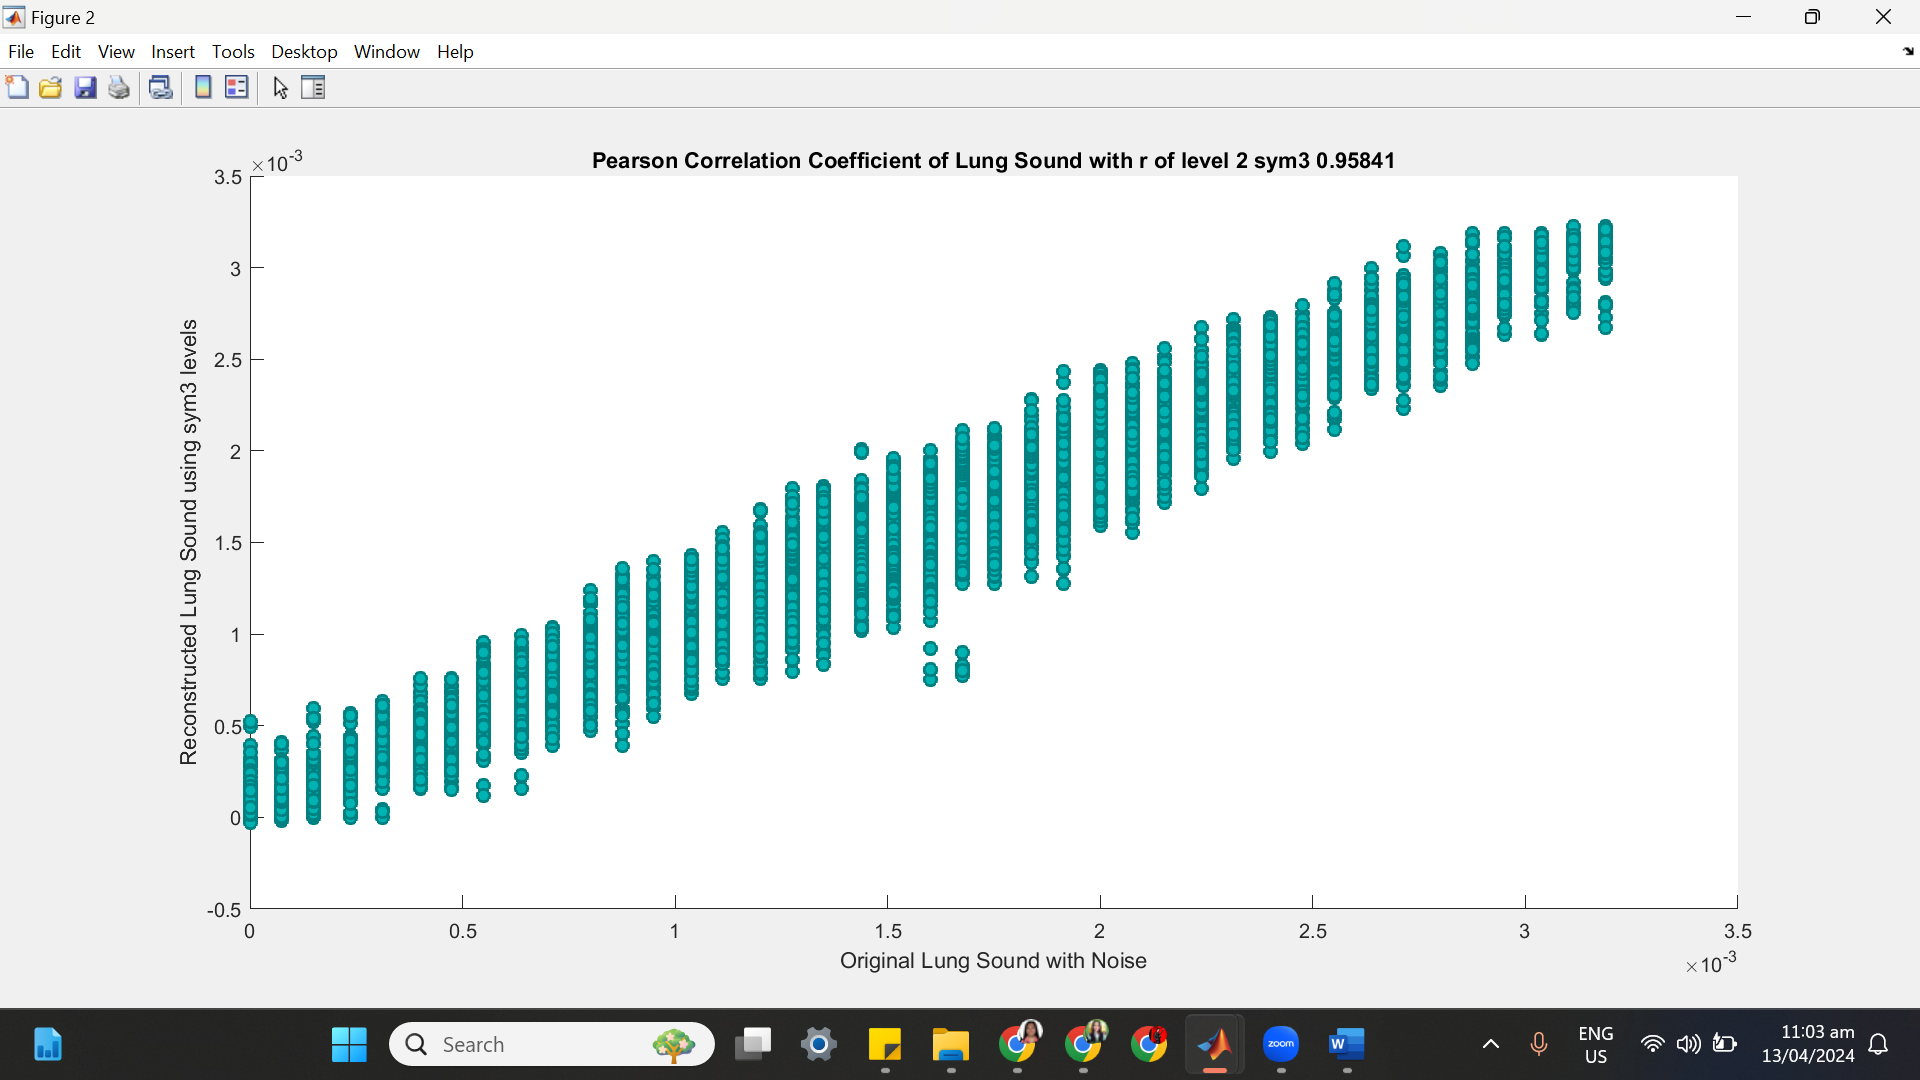 Figure 2
File Edit View Insert Tools Desktop Window Help
×10-3
Pearson Correlation Coefficient of Lung Sound with r of level 2 sym3 0.95841
3.5
3
2.5
2
1.5
1
0.5
0
-0.5
Reconstructed Lung Sound using sym3 levels
0 0.5 1 1.5 2 2.5 3 3.5
Original Lung Sound with Noise
×10-3
Search
zoom
W
ENG
US
11:03 am
13/04/2024